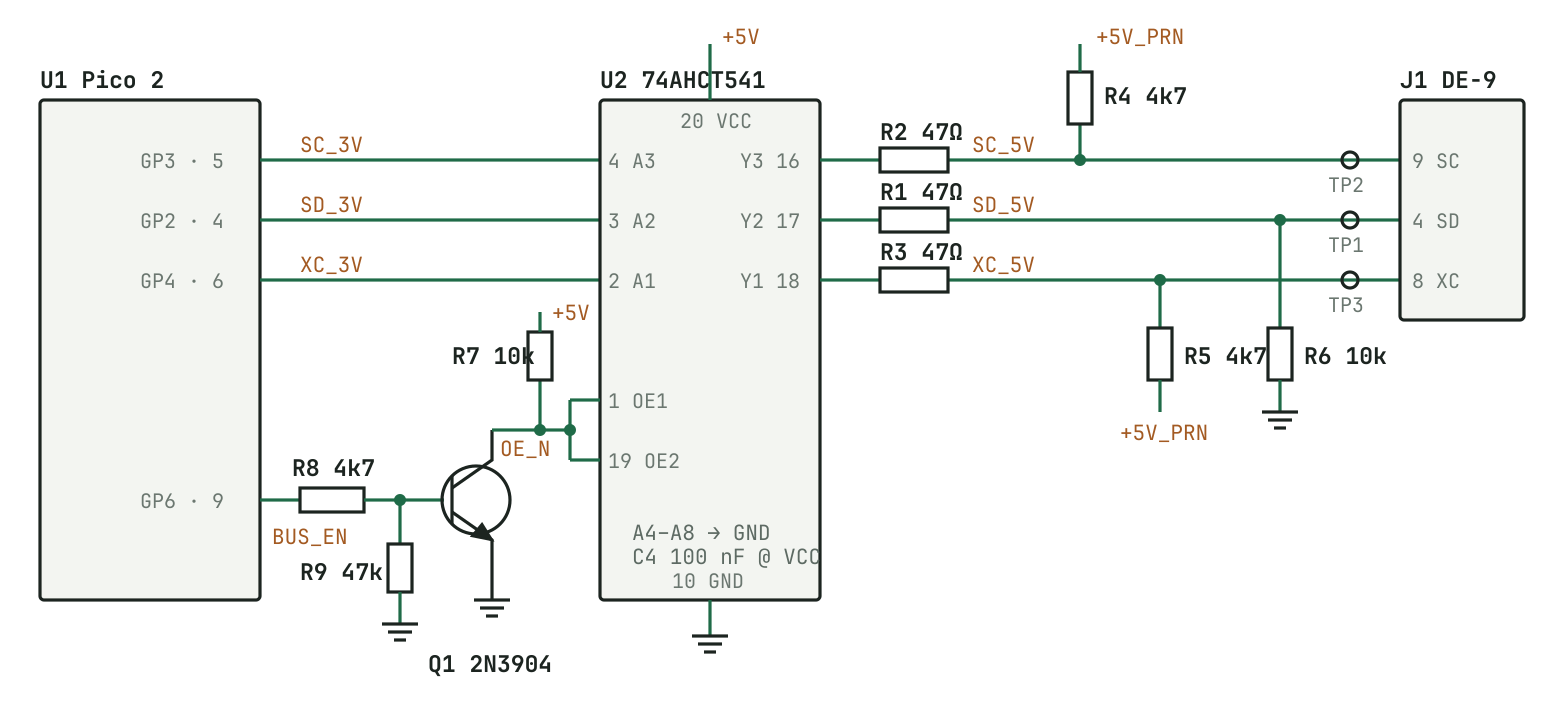 +5V
+5V_PRN
U1 Pico 2
U2 74AHCT541
J1 DE-9
R4 4k7
20 VCC
R2 47Ω
GP3 · 5
SC_3V
4 A3
Y3 16
SC_5V
9 SC
TP2
R1 47Ω
GP2 · 4
SD_3V
3 A2
Y2 17
SD_5V
4 SD
TP1
R3 47Ω
GP4 · 6
XC_3V
2 A1
Y1 18
XC_5V
8 XC
TP3
+5V
R7 10k
R5 4k7
R6 10k
1 OE1
+5V_PRN
OE_N
19 OE2
R8 4k7
GP6 · 9
BUS_EN
R9 47k
A4–A8 → GND
C4 100 nF @ VCC
10 GND
Q1 2N3904